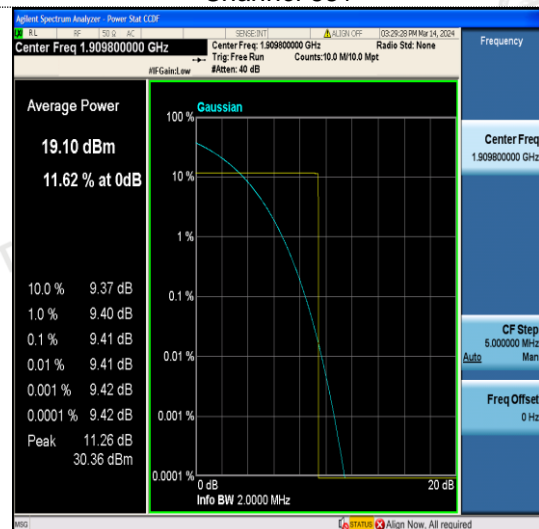 Agilent Spectrum Analyzer - Power Stat CCDF
RL RF 50 Ω AC SENSE:INT ALIGN OFF 03:29:28 PM Mar 14, 2024
Center Freq 1.909800000 GHz
Center Freq: 1.909800000 GHz Radio Std: None
Trig: Free Run Counts:10.0 M/10.0 Mpt
#IFGain:Low #Atten: 40 dB
Frequency
Average Power
19.10 dBm
11.62 % at 0dB
10.0 % 9.37 dB
1.0 % 9.40 dB
0.1 % 9.41 dB
0.01 % 9.41 dB
0.001 % 9.42 dB
0.0001 % 9.42 dB
Peak 11.26 dB
30.36 dBm
Gaussian
100 %
10 %
1 %
0.1 %
0.01 %
0.001 %
0.0001 %
0 dB 20 dB
Info BW 2.0000 MHz
Center Freq
1.909800000 GHz
CF Step
5.000000 MHz
Auto Man
Freq Offset
0 Hz
MSG STATUS Align Now. All required